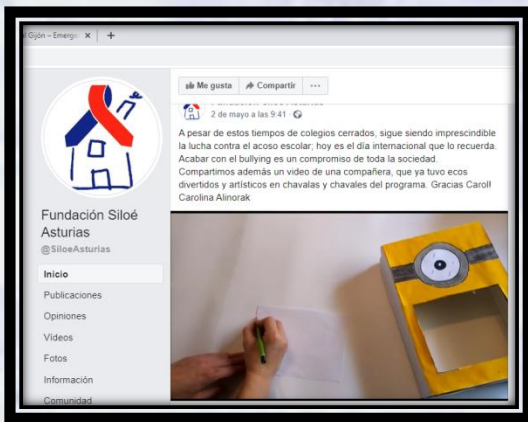 l Gijón – Emerge
Me gusta Compartir ...
2 de mayo a las 9:41 ·
A pesar de estos tiempos de colegios cerrados, sigue siendo imprescindible
la lucha contra el acoso escolar; hoy es el día internacional que lo recuerda.
Acabar con el bullying es un compromiso de toda la sociedad.
Compartimos además un video de una compañera, que ya tuvo ecos
divertidos y artísticos en chavalas y chavales del programa. Gracias Carol!
Carolina Alinorak
Fundación Siloé
Asturias
@SiloeAsturias
Inicio
Publicaciones
Opiniones
Vídeos
Fotos
Información
Comunidad